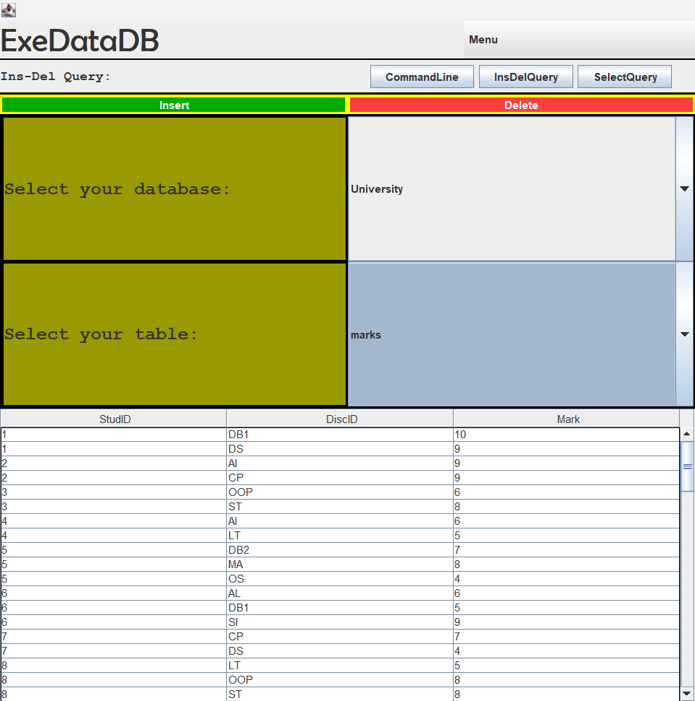 ExeDataDB
Menu
Ins-Del Query:
CommandLine InsDelQuery SelectQuery
Insert Delete
Select your database: University
Select your table: marks
StudID DiscID Mark
1 DB1 10
1 DS 9
2 AI 9
2 CP 9
3 OOP 6
3 ST 8
4 AI 6
4 LT 5
5 DB2 7
5 MA 8
5 OS 4
6 AL 6
6 DB1 5
6 SI 9
7 CP 7
7 DS 4
8 LT 5
8 OOP 8
8 ST 8